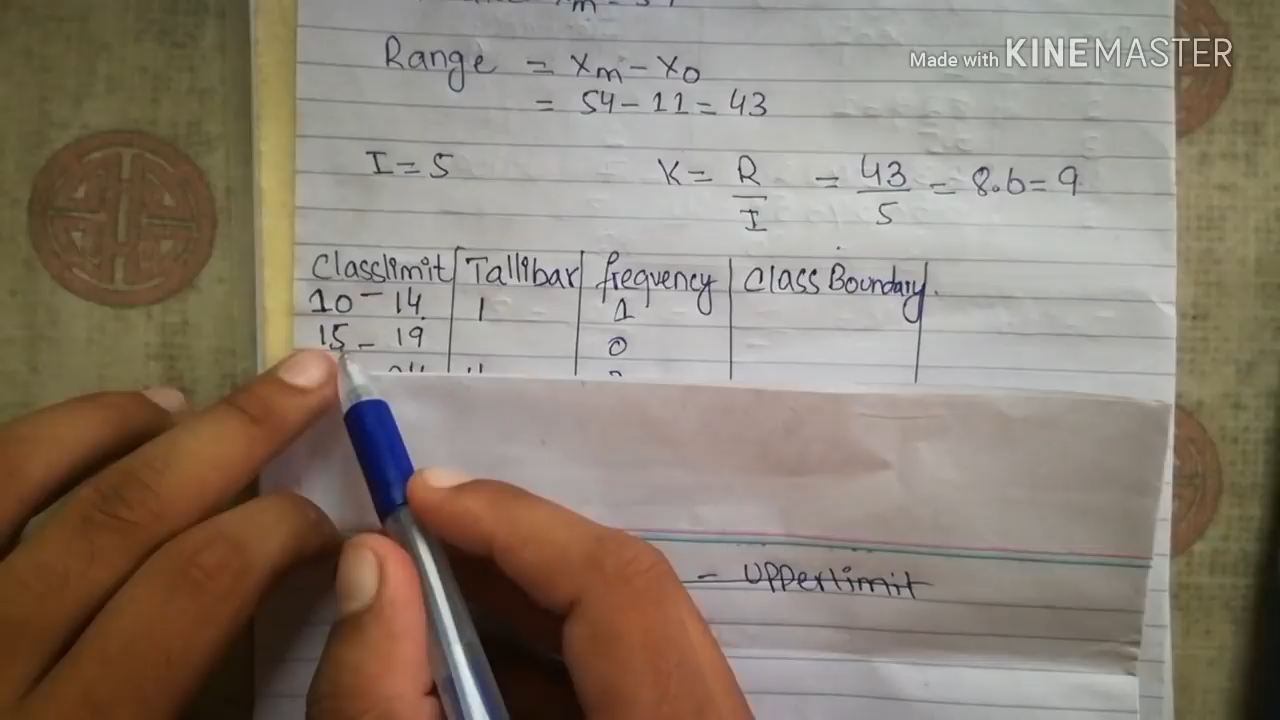 Made with KINEMASTER
Range = Xm - X0
= 54 - 11 = 43
I = 5 K = R/I = 43/5 = 8.6 = 9
Classlimit Tallibar frequency Class Boundary.
10 - 14 | 1
15 - 19 0
- Upperlimit